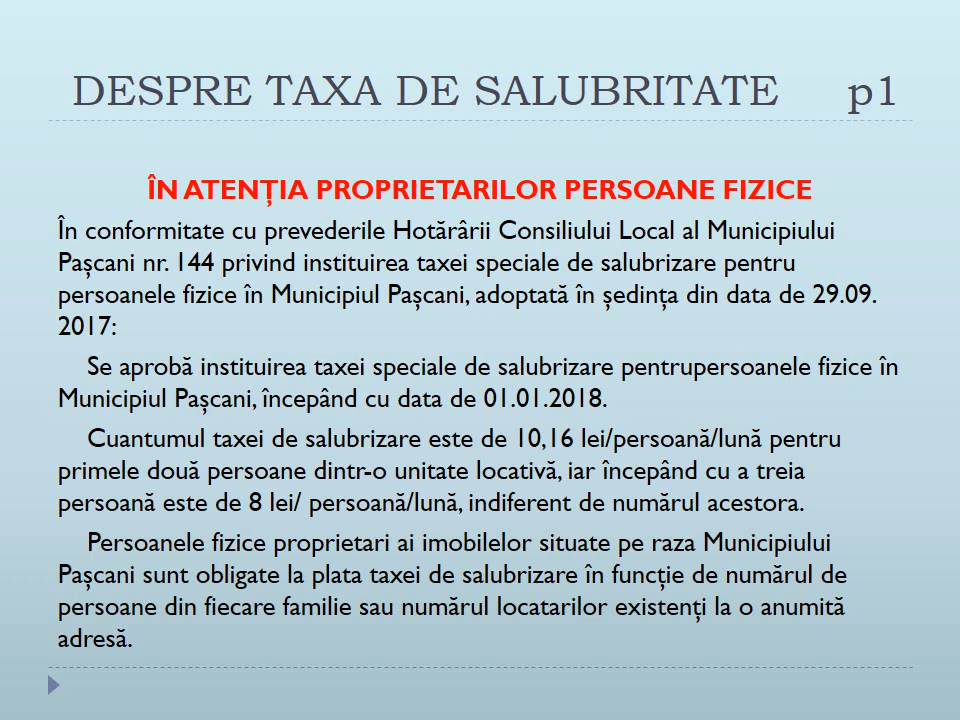 DESPRE TAXA DE SALUBRITATE p1
ÎN ATENȚIA PROPRIETARILOR PERSOANE FIZICE
În conformitate cu prevederile Hotărârii Consiliului Local al Municipiului
Pașcani nr. 144 privind instituirea taxei speciale de salubrizare pentru
persoanele fizice în Municipiul Pașcani, adoptată în ședința din data de 29.09.
2017:
Se aprobă instituirea taxei speciale de salubrizare pentrupersoanele fizice în
Municipiul Pașcani, începând cu data de 01.01.2018.
Cuantumul taxei de salubrizare este de 10,16 lei/persoană/lună pentru
primele două persoane dintr-o unitate locativă, iar începând cu a treia
persoană este de 8 lei/ persoană/lună, indiferent de numărul acestora.
Persoanele fizice proprietari ai imobilelor situate pe raza Municipiului
Pașcani sunt obligate la plata taxei de salubrizare în funcție de numărul de
persoane din fiecare familie sau numărul locatarilor existenți la o anumită
adresă.